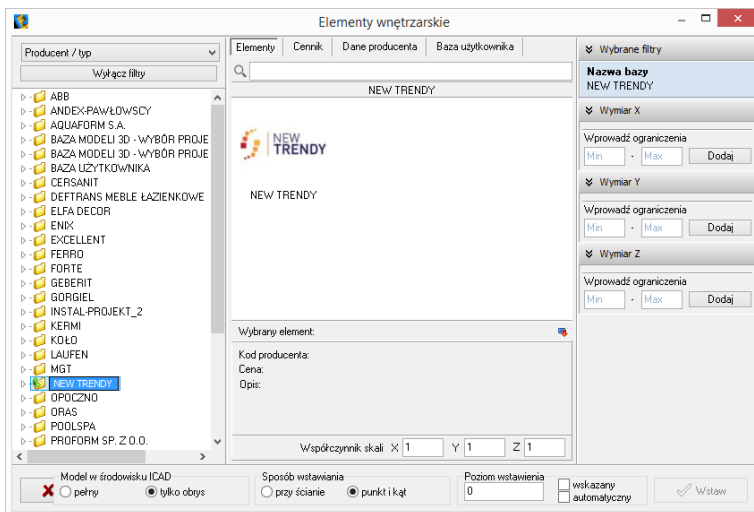 Elementy wnętrzarskie
Producent / typ
Wyłącz filtry
ABB
ANDEX-PAWŁOWSCY
AQUAFORM S.A.
BAZA MODELI 3D - WYBÓR PROJE
BAZA MODELI 3D - WYBÓR PROJE
BAZA UŻYTKOWNIKA
CERSANIT
DEFTRANS MEBLE ŁAZIENKOWE
ELFA DECOR
ENIX
EXCELLENT
FERRO
FORTE
GEBERIT
GORGIEL
INSTAL-PROJEKT_2
KERMI
KOŁO
LAUFEN
MGT
NEW TRENDY
OPOCZNO
ORAS
POOLSPA
PROFORM SP. Z O.O.
Elementy Cennik Dane producenta Baza użytkownika
NEW TRENDY
NEW
TRENDY
NEW TRENDY
Wybrany element:
Kod producenta:
Cena:
Opis:
Współczynnik skali X 1 Y 1 Z 1
Wybrane filtry
Nazwa bazy
NEW TRENDY
Wymiar X
Wprowadź ograniczenia
Min - Max Dodaj
Wymiar Y
Wprowadź ograniczenia
Min - Max Dodaj
Wymiar Z
Wprowadź ograniczenia
Min - Max Dodaj
Model w środowisku ICAD
pełny tylko obrys
Sposób wstawiania
przy ścianie punkt i kąt
Poziom wstawienia
0
wskazany
automatyczny
Wstaw